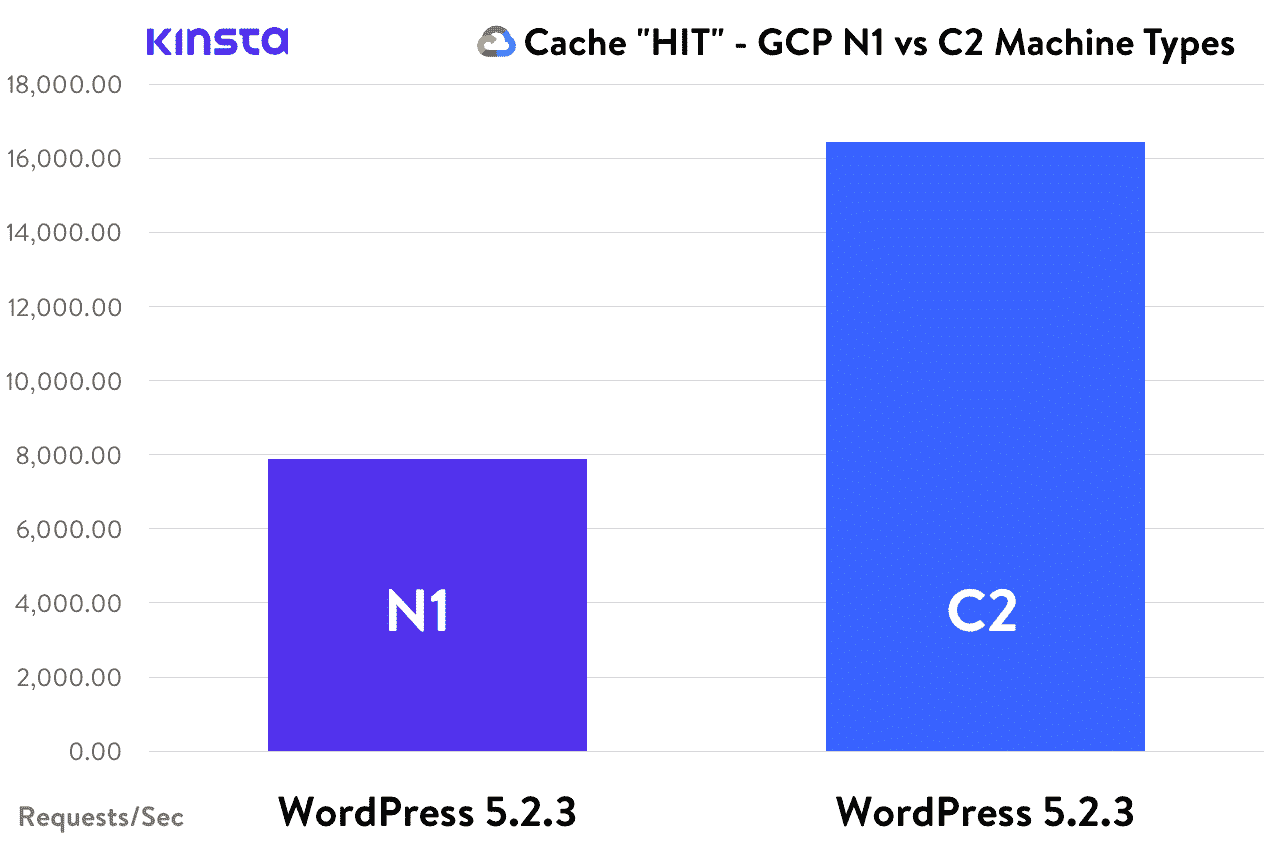 KINSTA
Cache "HIT" - GCP N1 vs C2 Machine Types
18,000.00
16,000.00
14,000.00
12,000.00
10,000.00
8,000.00
6,000.00
4,000.00
2,000.00
0.00
N1
C2
Requests/Sec
WordPress 5.2.3
WordPress 5.2.3